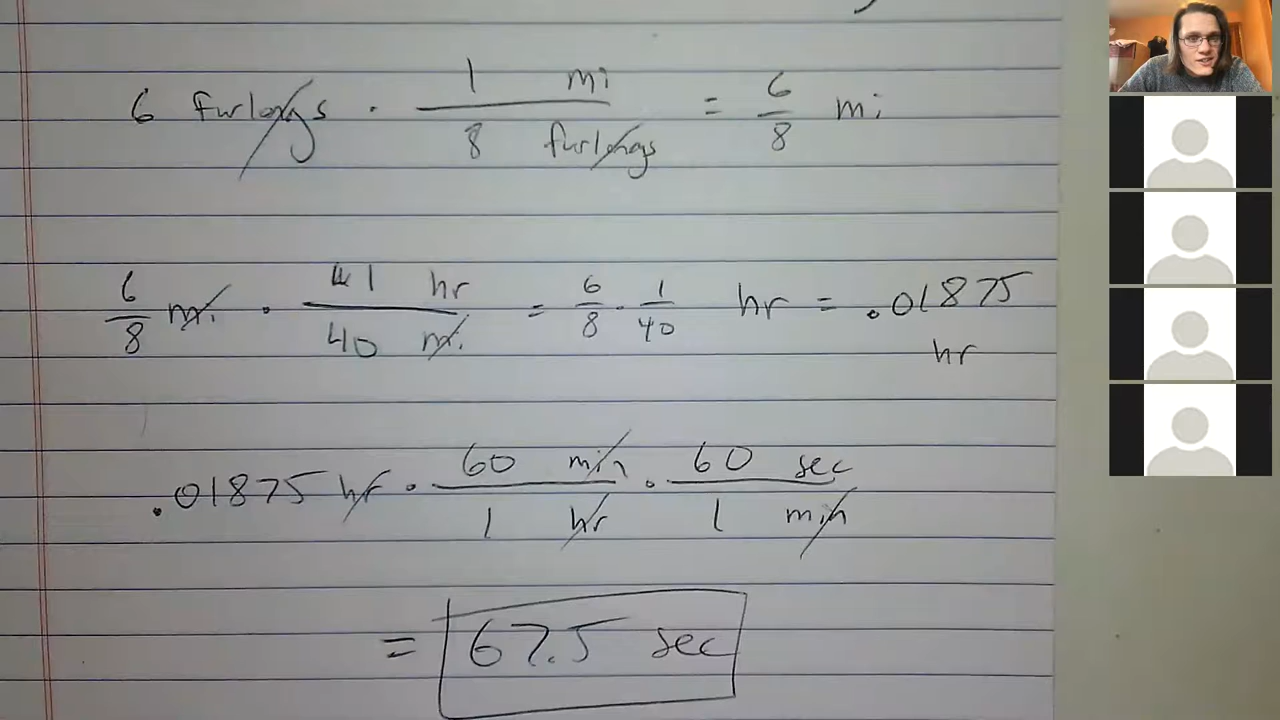 6 furlongs · 1 mi / 8 furlongs = 6/8 mi
6/8 mi · 1 hr / 40 mi = 6/8 · 1/40 hr = .01875 hr
.01875 hr · 60 min / 1 hr · 60 sec / 1 min
= 67.5 sec